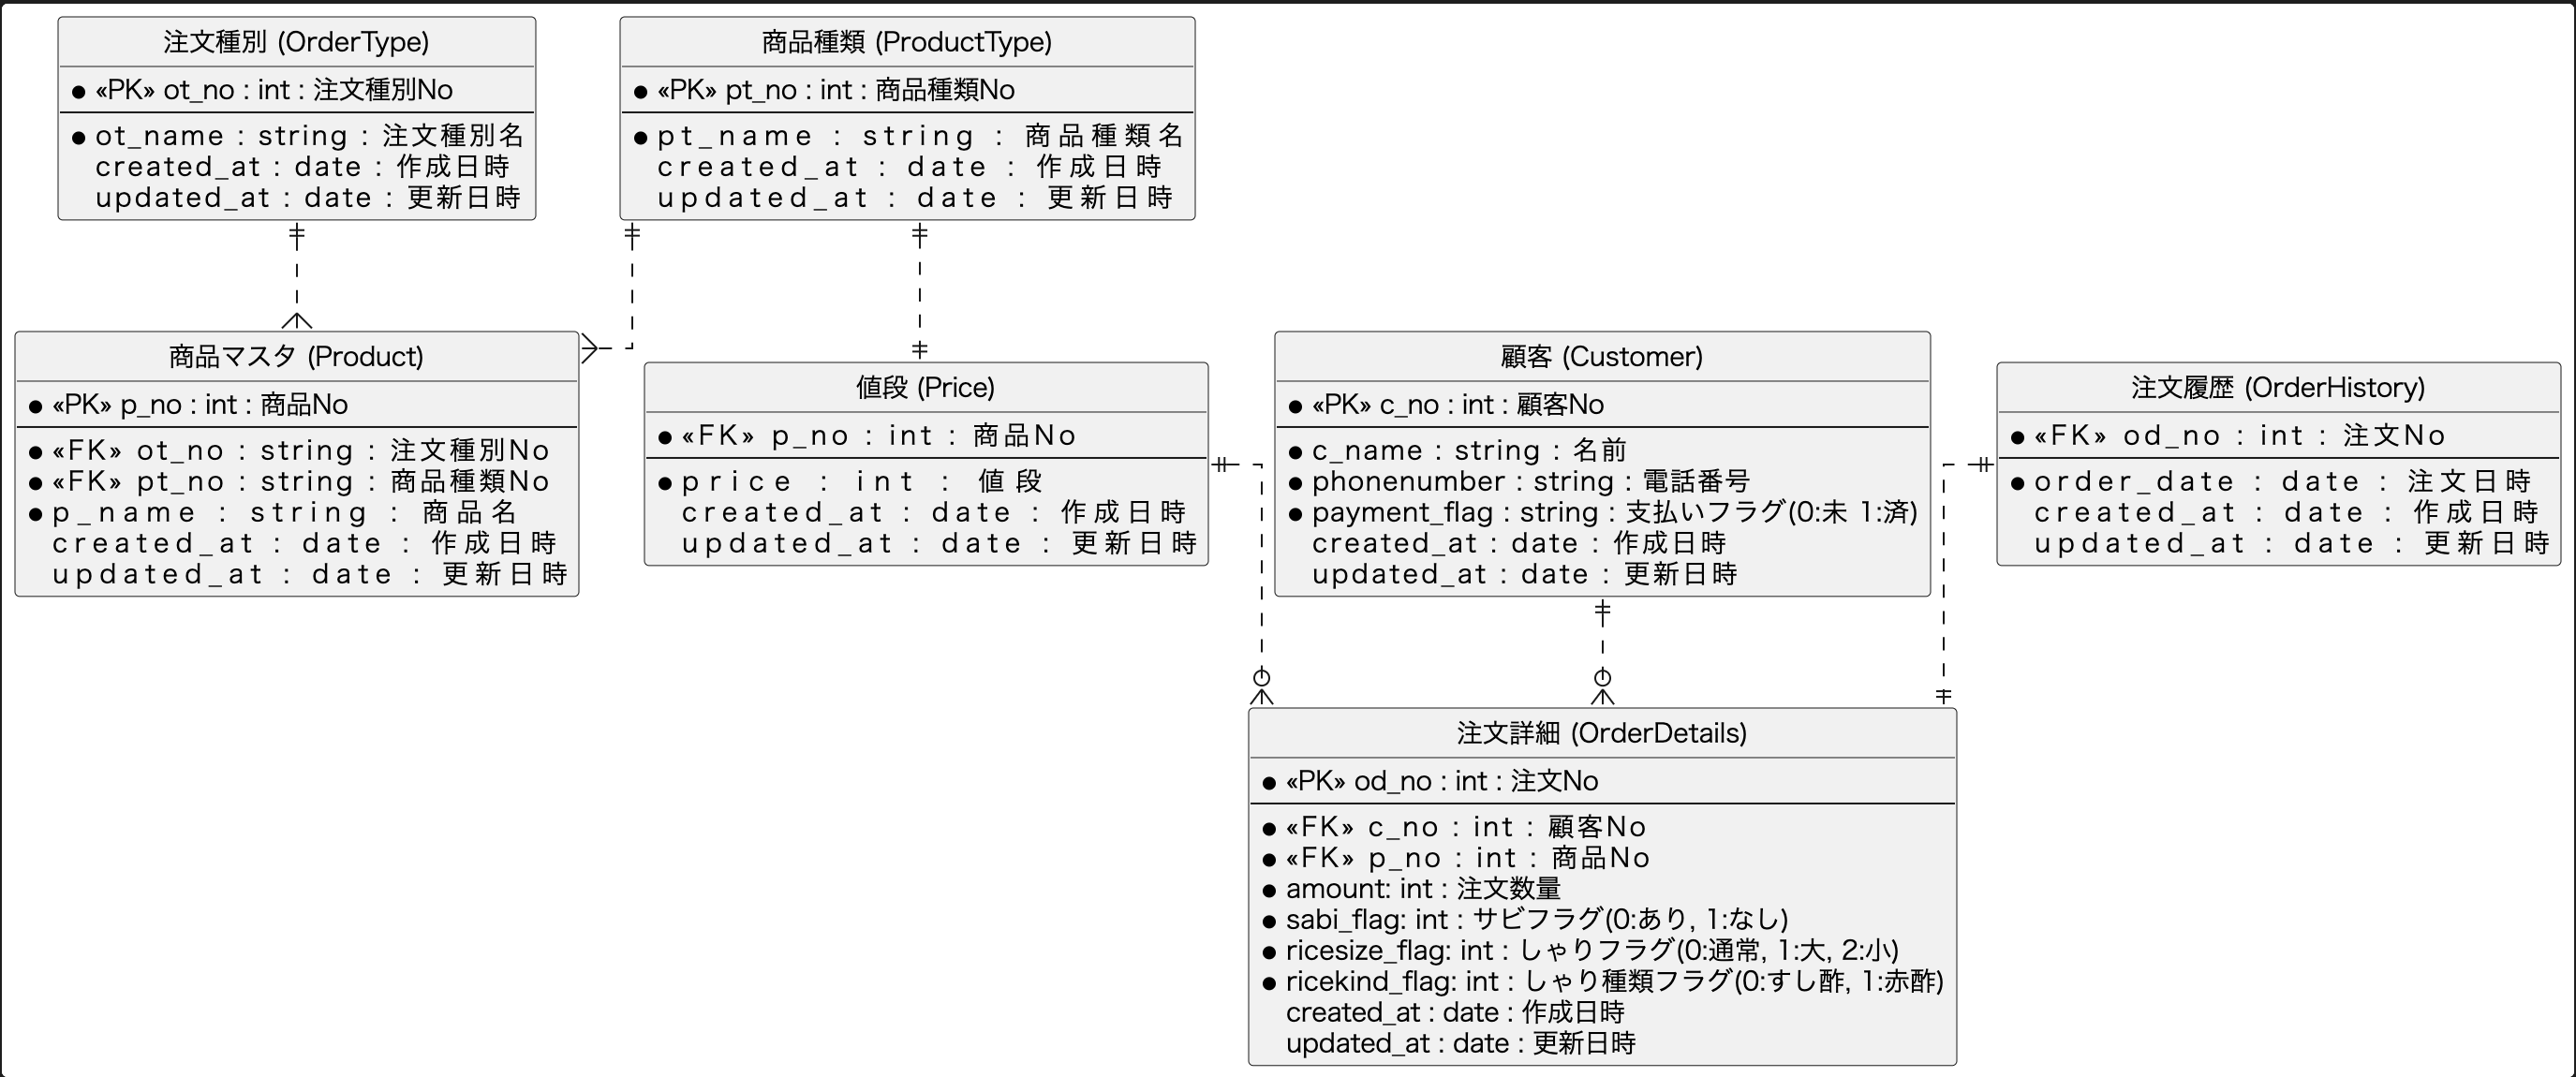 注文種別 (OrderType)
«PK» ot_no : int : 注文種別No
ot_name : string : 注文種別名
created_at : date : 作成日時
updated_at : date : 更新日時
商品種類 (ProductType)
«PK» pt_no : int : 商品種類No
pt_name : string : 商品種類名
created_at : date : 作成日時
updated_at : date : 更新日時
商品マスタ (Product)
«PK» p_no : int : 商品No
«FK» ot_no : string : 注文種別No
«FK» pt_no : string : 商品種類No
p_name : string : 商品名
created_at : date : 作成日時
updated_at : date : 更新日時
値段 (Price)
«FK» p_no : int : 商品No
price : int : 値段
created_at : date : 作成日時
updated_at : date : 更新日時
顧客 (Customer)
«PK» c_no : int : 顧客No
c_name : string : 名前
phonenumber : string : 電話番号
payment_flag : string : 支払いフラグ(0:未 1:済)
created_at : date : 作成日時
updated_at : date : 更新日時
注文履歴 (OrderHistory)
«FK» od_no : int : 注文No
order_date : date : 注文日時
created_at : date : 作成日時
updated_at : date : 更新日時
注文詳細 (OrderDetails)
«PK» od_no : int : 注文No
«FK» c_no : int : 顧客No
«FK» p_no : int : 商品No
amount: int : 注文数量
sabi_flag: int : サビフラグ(0:あり, 1:なし)
ricesize_flag: int : しゃりフラグ(0:通常, 1:大, 2:小)
ricekind_flag: int : しゃり種類フラグ(0:すし酢, 1:赤酢)
created_at : date : 作成日時
updated_at : date : 更新日時